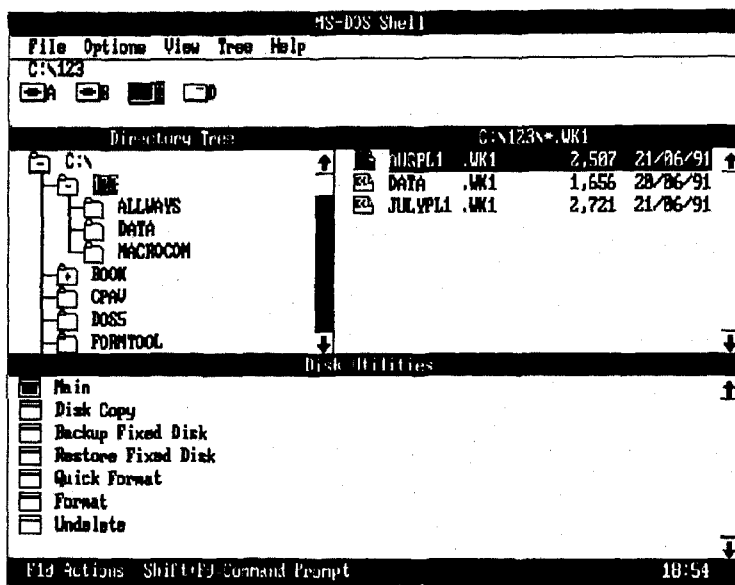 MS-DOS Shell
File Options View Tree Help
C:\123
A B C D
Directory Tree
C:\
123
ALLWAYS
DATA
MACROCOM
BOOK
CPAV
DOS5
FORMTOOL
C:\123\*.WK1
AUGPL1 .WK1 2,507 21/06/91
DATA .WK1 1,656 20/06/91
JULYPL1 .WK1 2,721 21/06/91
Disk Utilities
Main
Disk Copy
Backup Fixed Disk
Restore Fixed Disk
Quick Format
Format
Undelete
F10=Actions Shift+F9=Command Prompt 18:54